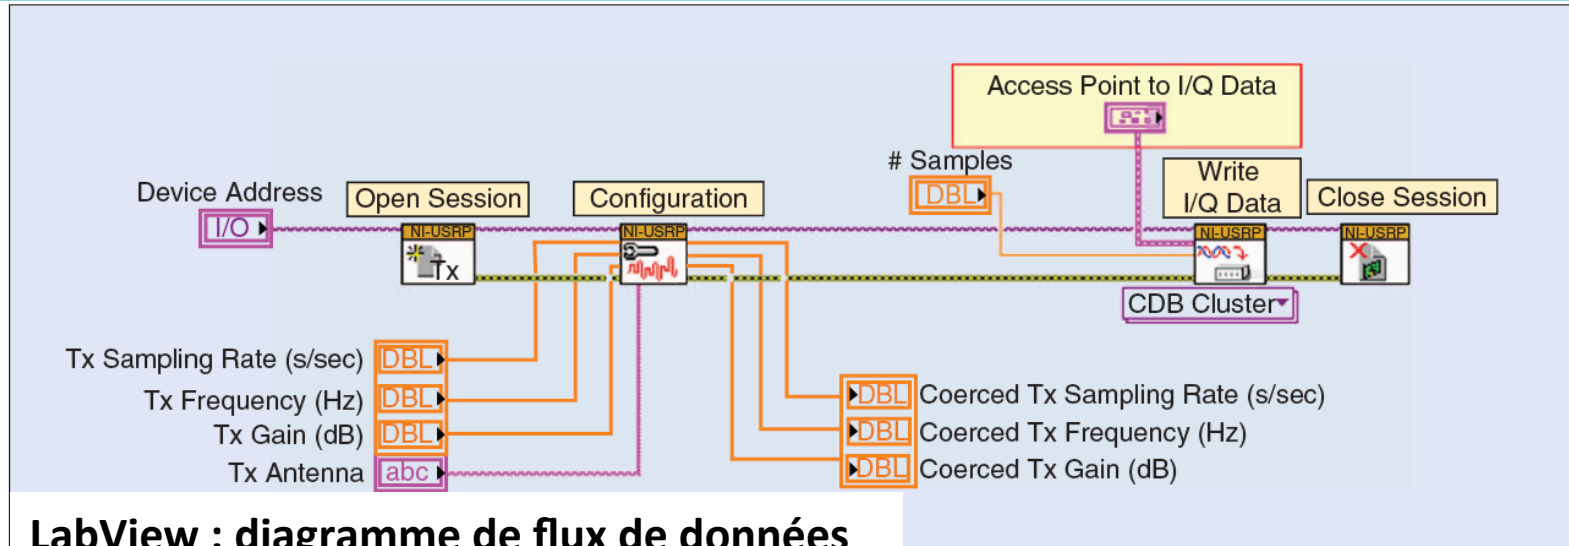 Access Point to I/Q Data
# Samples
DBL
Write
I/Q Data
Close Session
Device Address
I/O
Open Session
Configuration
NI-USRP
NI-USRP
NI-USRP
NI-USRP
Tx
CDB Cluster
Tx Sampling Rate (s/sec)
DBL
Tx Frequency (Hz)
DBL
Tx Gain (dB)
DBL
Tx Antenna
abc
DBL
Coerced Tx Sampling Rate (s/sec)
DBL
Coerced Tx Frequency (Hz)
DBL
Coerced Tx Gain (dB)
LabView : diagramme de flux de données